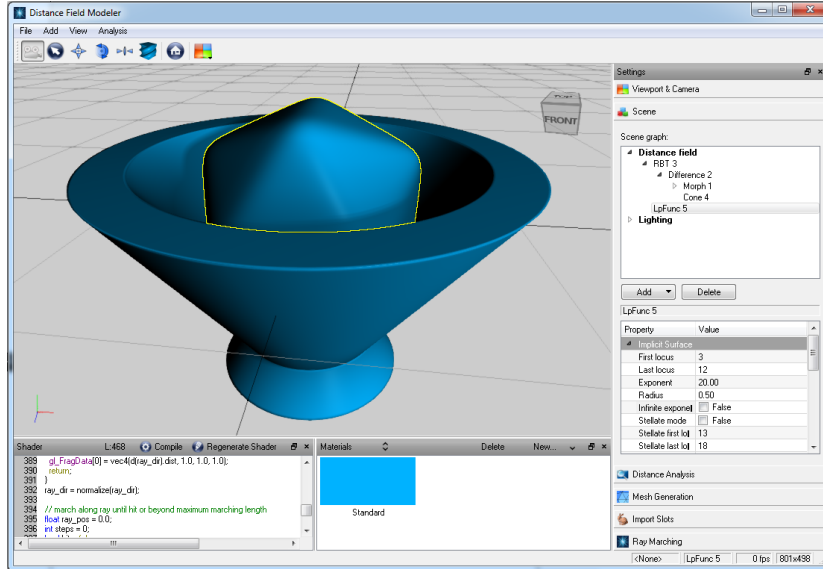 Distance Field Modeler
File Add View Analysis
TOP
FRONT
Settings
Viewport & Camera
Scene
Scene graph:
Distance field
RBT 3
Difference 2
Morph 1
Cone 4
LpFunc 5
Lighting
Add Delete
LpFunc 5
Property Value
Implicit Surface
First locus 3
Last locus 12
Exponent 20.00
Radius 0.50
Infinite exponel False
Stellate mode False
Stellate first lo 13
Stellate last lo 18
Distance Analysis
Mesh Generation
Import Slots
Ray Marching
Shader L:468 Compile Regenerate Shader
389 gl_FragData[0] = vec4(d(ray_dir).dist, 1.0, 1.0, 1.0);
390 return;
391 }
392 ray_dir = normalize(ray_dir);
393
394 // march along ray until hit or beyond maximum marching length
395 float ray_pos = 0.0;
396 int steps = 0;
Materials Delete New...
Standard
<None> LpFunc 5 0 fps 801x498